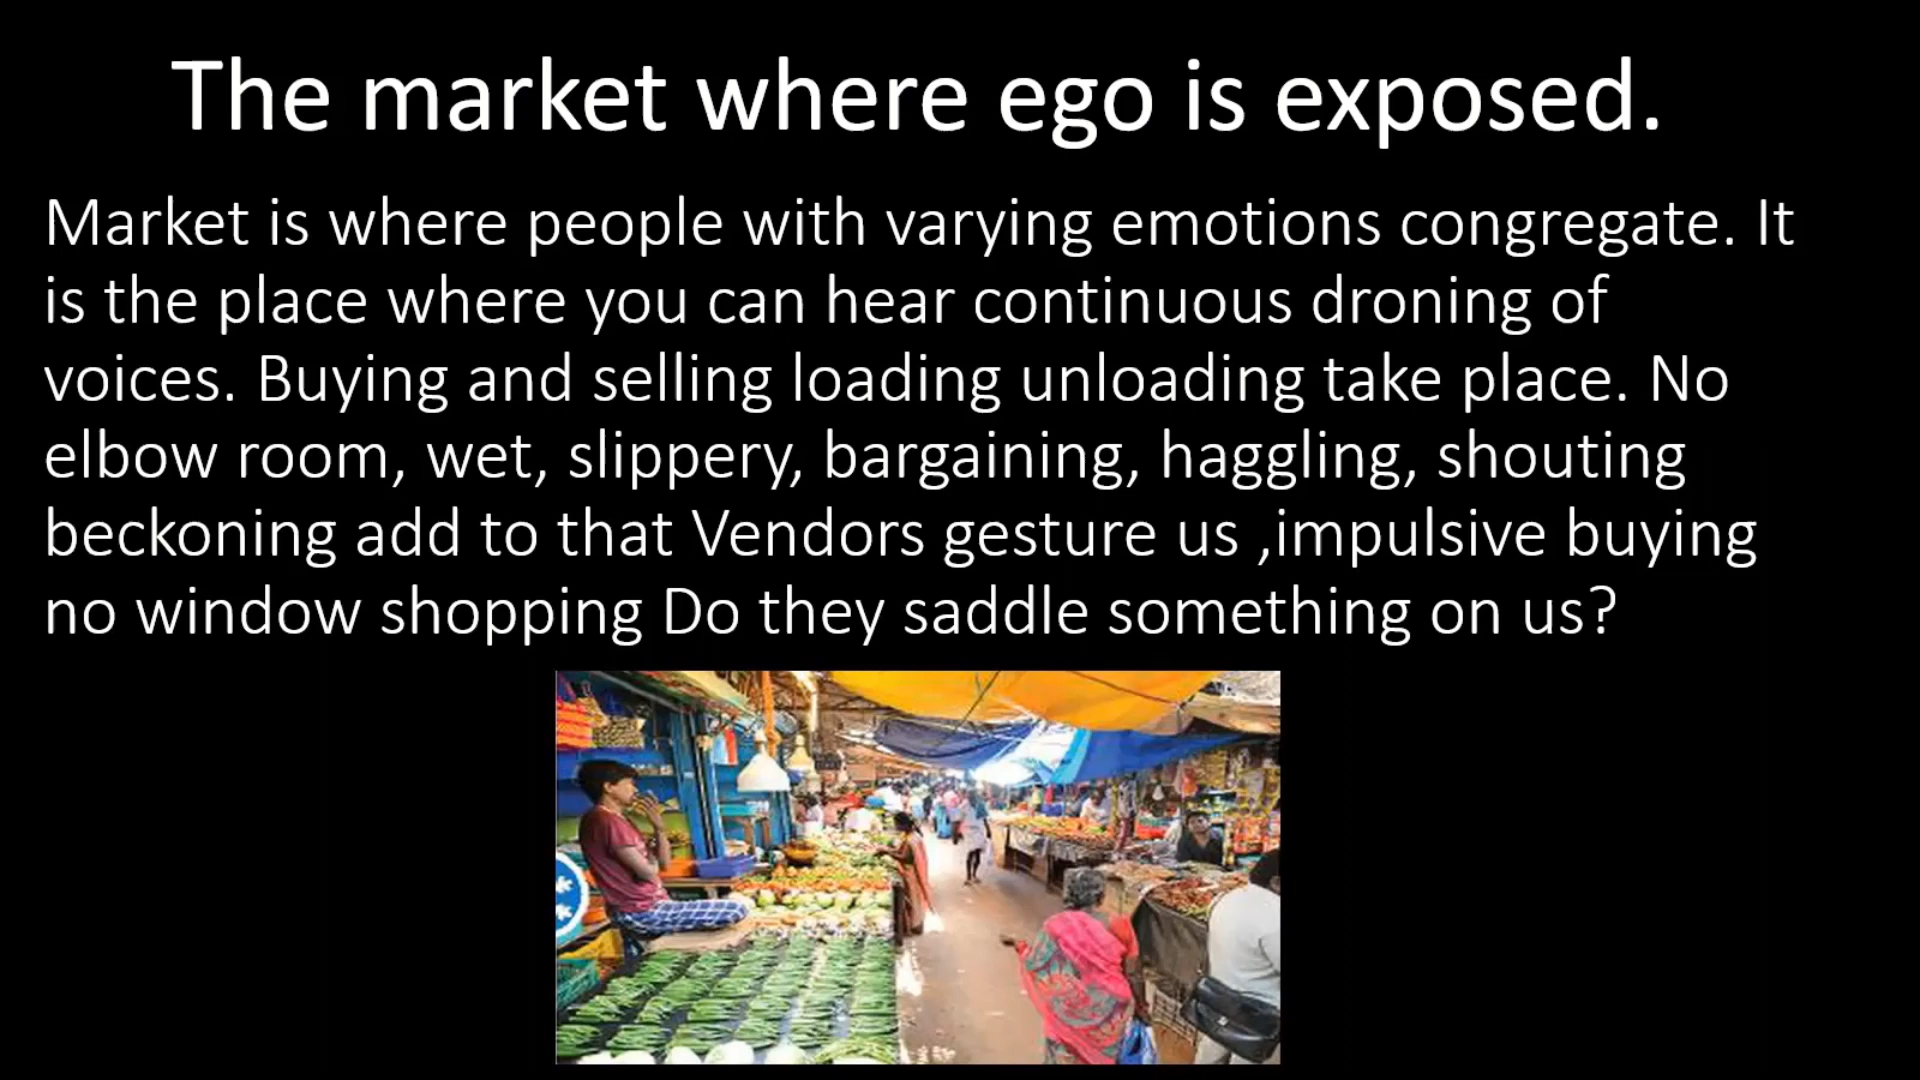 The market where ego is exposed.
Market is where people with varying emotions congregate. It
is the place where you can hear continuous droning of
voices. Buying and selling loading unloading take place. No
elbow room, wet, slippery, bargaining, haggling, shouting
beckoning add to that Vendors gesture us ,impulsive buying
no window shopping Do they saddle something on us?